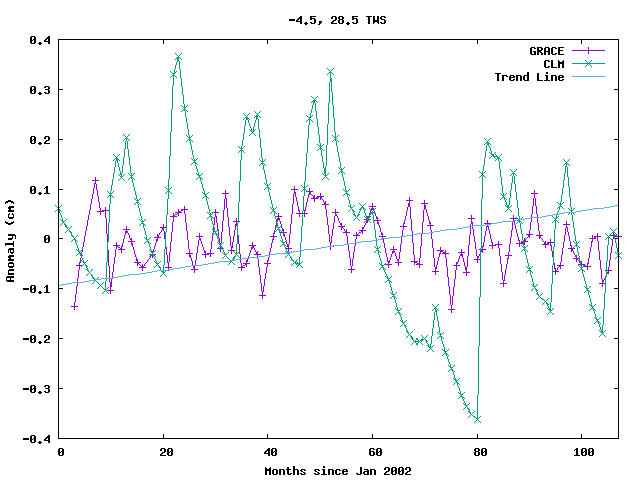 -4.5, 28.5 TWS
GRACE
CLM
Trend Line
0.4
0.3
0.2
0.1
0
-0.1
-0.2
-0.3
-0.4
Anomaly (cm)
0 20 40 60 80 100
Months since Jan 2002